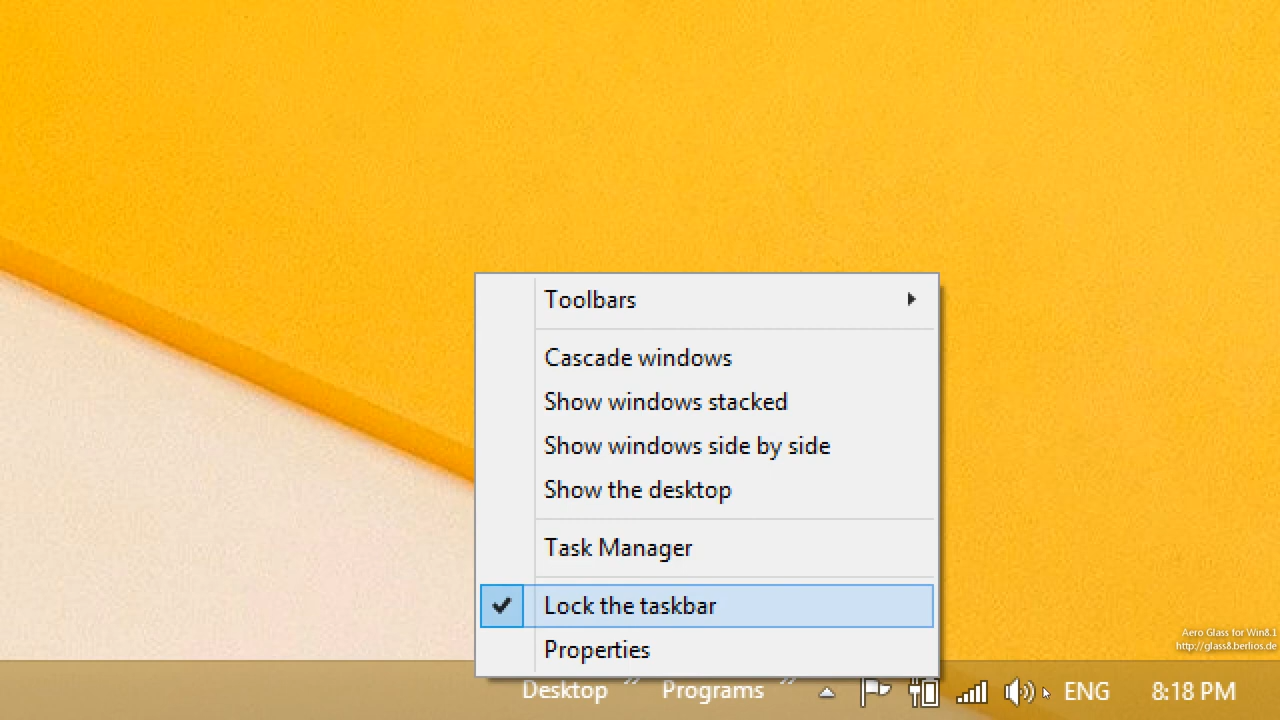 Toolbars
Cascade windows
Show windows stacked
Show windows side by side
Show the desktop
Task Manager
Lock the taskbar
Properties
Aero Glass for Win8.1
http://glass8.berlios.de
Desktop » Programs » ENG 8:18 PM